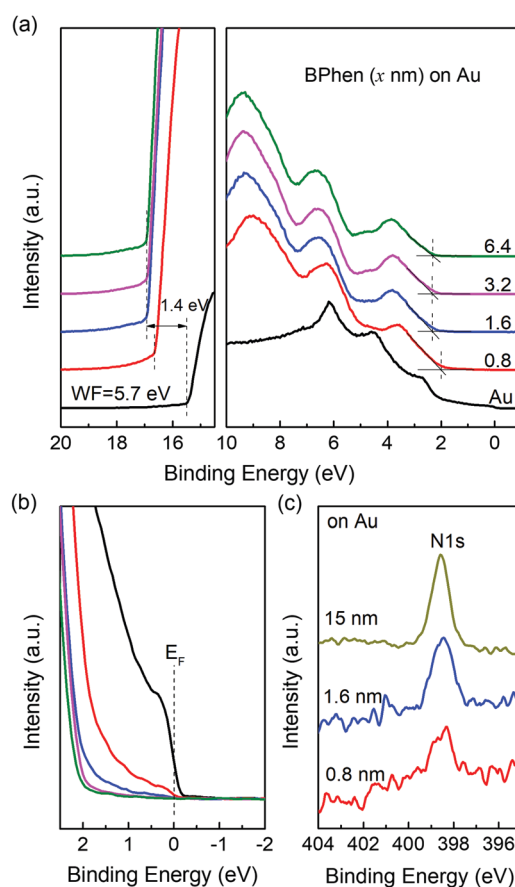 (a)
BPhen (x nm) on Au
Intensity (a.u.)
1.4 eV
WF=5.7 eV
6.4
3.2
1.6
0.8
Au
20 18 16 10 8 6 4 2 0
Binding Energy (eV)
(b)
Intensity (a.u.)
E_F
2 1 0 -1 -2
Binding Energy (eV)
(c)
on Au
N1s
Intensity (a.u.)
15 nm
1.6 nm
0.8 nm
404 402 400 398 396
Binding Energy (eV)